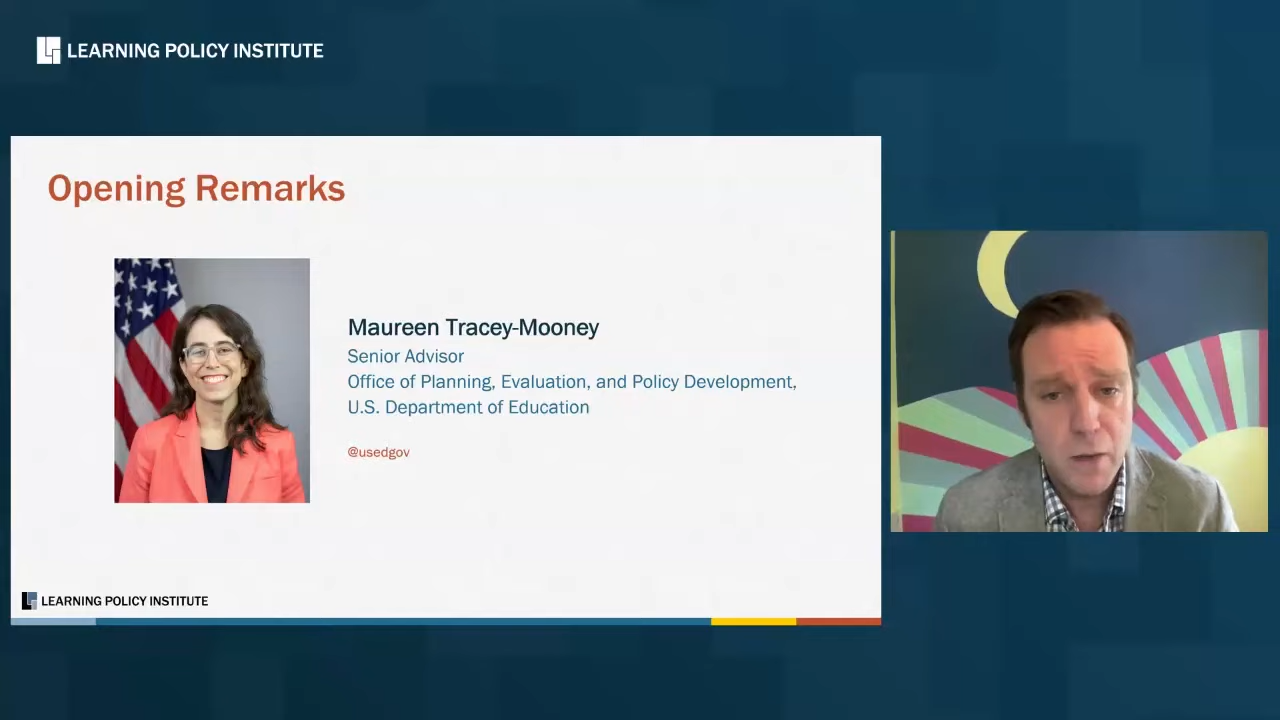 LEARNING POLICY INSTITUTE
Opening Remarks
Maureen Tracey-Mooney
Senior Advisor
Office of Planning, Evaluation, and Policy Development,
U.S. Department of Education
@usedgov
LEARNING POLICY INSTITUTE